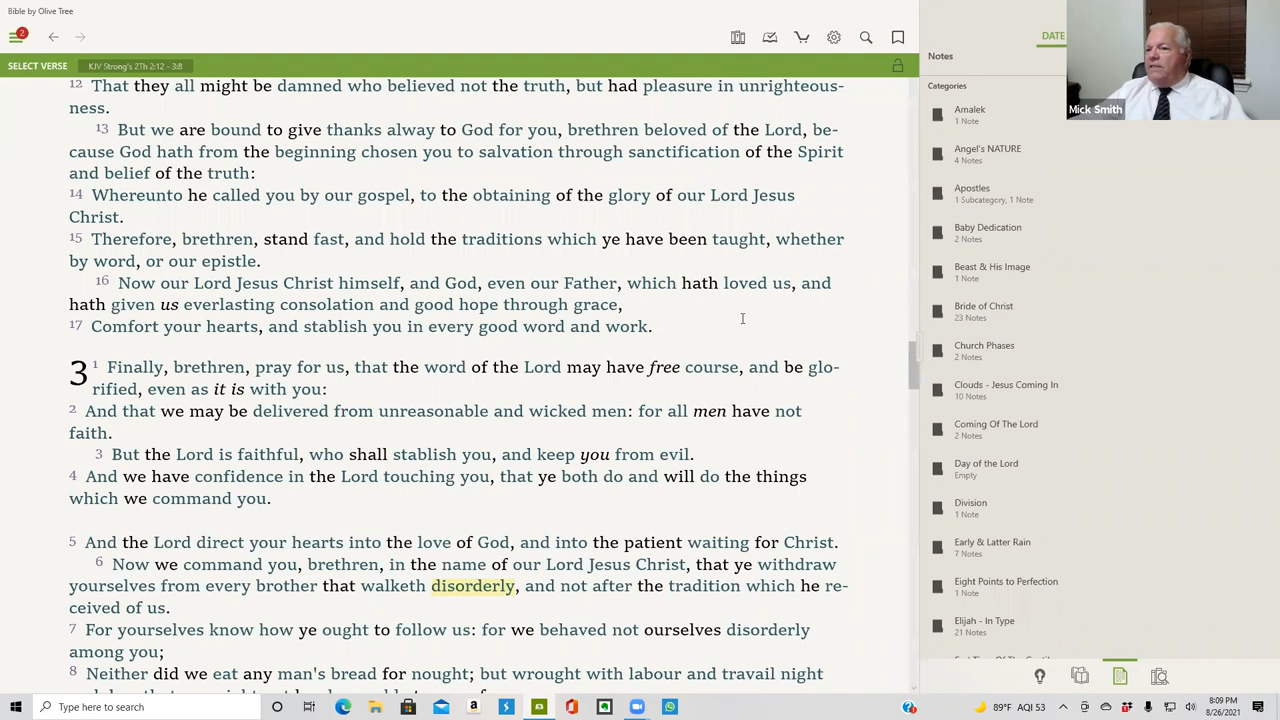 Bible by Olive Tree
2
SELECT VERSE KJV Strong's 2Th 2:12 - 3:8
12 That they all might be damned who believed not the truth, but had pleasure in unrighteous-
ness.
13 But we are bound to give thanks alway to God for you, brethren beloved of the Lord, be-
cause God hath from the beginning chosen you to salvation through sanctification of the Spirit
and belief of the truth:
14 Whereunto he called you by our gospel, to the obtaining of the glory of our Lord Jesus
Christ.
15 Therefore, brethren, stand fast, and hold the traditions which ye have been taught, whether
by word, or our epistle.
16 Now our Lord Jesus Christ himself, and God, even our Father, which hath loved us, and
hath given us everlasting consolation and good hope through grace,
17 Comfort your hearts, and stablish you in every good word and work.
3 1 Finally, brethren, pray for us, that the word of the Lord may have free course, and be glo-
rified, even as it is with you:
2 And that we may be delivered from unreasonable and wicked men: for all men have not
faith.
3 But the Lord is faithful, who shall stablish you, and keep you from evil.
4 And we have confidence in the Lord touching you, that ye both do and will do the things
which we command you.
5 And the Lord direct your hearts into the love of God, and into the patient waiting for Christ.
6 Now we command you, brethren, in the name of our Lord Jesus Christ, that ye withdraw
yourselves from every brother that walketh disorderly, and not after the tradition which he re-
ceived of us.
7 For yourselves know how ye ought to follow us: for we behaved not ourselves disorderly
among you;
8 Neither did we eat any man's bread for nought; but wrought with labour and travail night
DATE
Notes
Mick Smith
Categories
Amalek
1 Note
Angel's NATURE
4 Notes
Apostles
1 Subcategory, 1 Note
Baby Dedication
2 Notes
Beast & His Image
1 Note
Bride of Christ
23 Notes
Church Phases
2 Notes
Clouds - Jesus Coming In
10 Notes
Coming Of The Lord
2 Notes
Day of the Lord
Empty
Division
1 Note
Early & Latter Rain
7 Notes
Eight Points to Perfection
1 Note
Elijah - In Type
21 Notes
Type here to search
89°F AQI 53
8:09 PM
8/26/2021